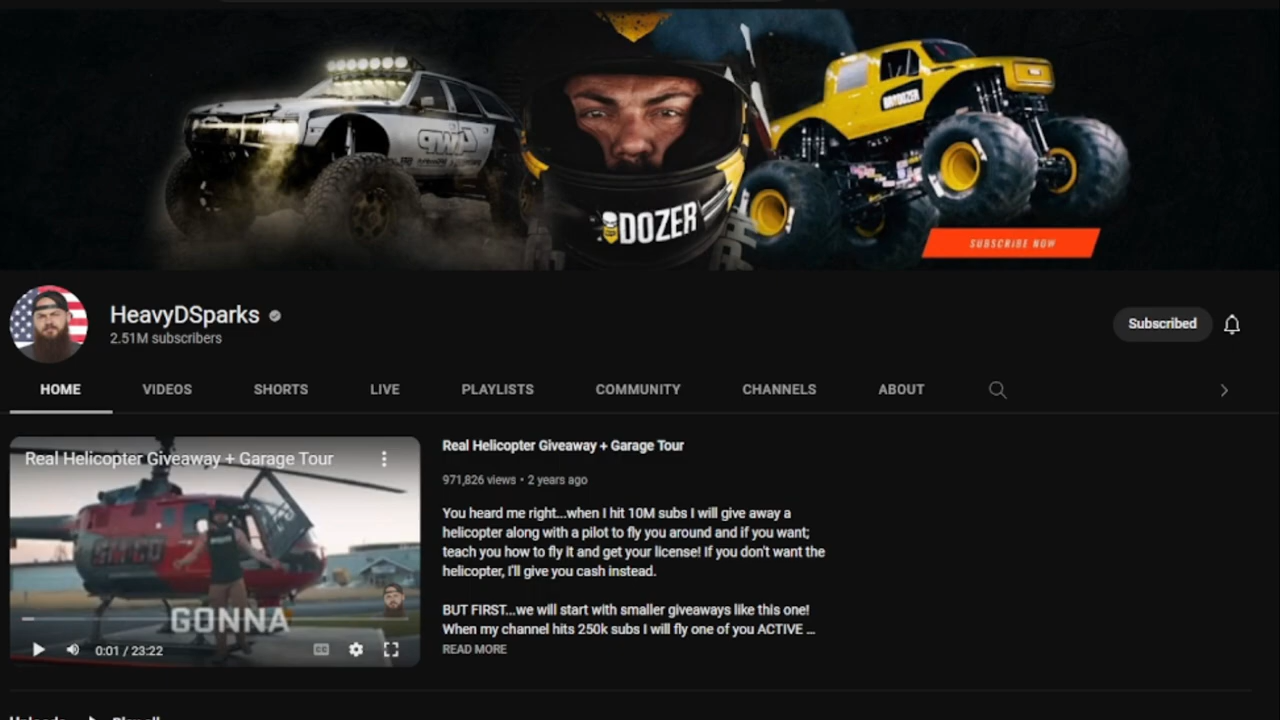 DOZER
BRODOZER
SUBSCRIBE NOW
HeavyDSparks
2.51M subscribers
Subscribed
HOME VIDEOS SHORTS LIVE PLAYLISTS COMMUNITY CHANNELS ABOUT
Real Helicopter Giveaway + Garage Tour
GONNA
0:01 / 23:22
CC
Real Helicopter Giveaway + Garage Tour
971,826 views • 2 years ago
You heard me right...when I hit 10M subs I will give away a
helicopter along with a pilot to fly you around and if you want;
teach you how to fly it and get your license! If you don't want the
helicopter, I'll give you cash instead.
BUT FIRST...we will start with smaller giveaways like this one!
When my channel hits 250k subs I will fly one of you ACTIVE ...
READ MORE
Uploads Play all